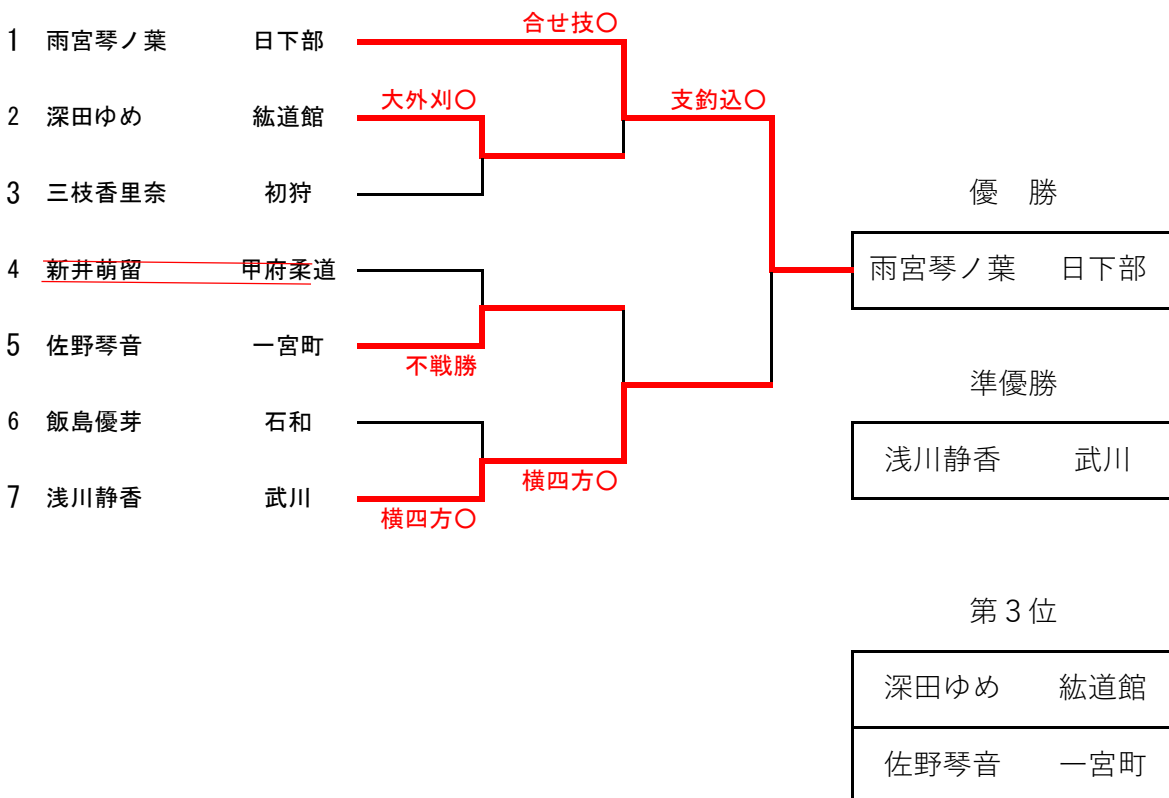 合せ技〇
1 雨宮琴ノ葉 日下部
大外刈〇 支釣込〇
2 深田ゆめ 紘道館
3 三枝香里奈 初狩
優 勝
4 新井萌留 甲府柔道
雨宮琴ノ葉 日下部
5 佐野琴音 一宮町
不戦勝
準優勝
6 飯島優芽 石和
浅川静香 武川
横四方〇
7 浅川静香 武川
横四方〇
第３位
深田ゆめ 紘道館
佐野琴音 一宮町